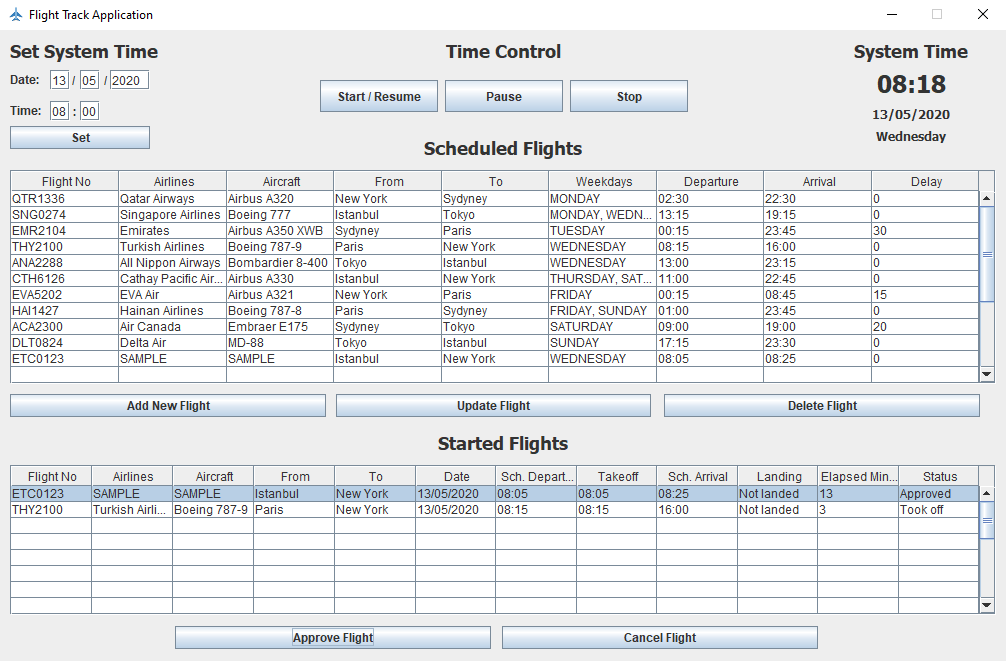 Flight Track Application
Set System Time Time Control System Time
Date: 13 / 05 / 2020 08:18
Start / Resume Pause Stop
Time: 08 : 00 13/05/2020
Set Wednesday
Scheduled Flights
Flight No Airlines Aircraft From To Weekdays Departure Arrival Delay
QTR1336 Qatar Airways Airbus A320 New York Sydyney MONDAY 02:30 22:30 0
SNG0274 Singapore Airlines Boeing 777 Istanbul Tokyo MONDAY, WEDN... 13:15 19:15 0
EMR2104 Emirates Airbus A350 XWB Sydyney Paris TUESDAY 00:15 23:45 30
THY2100 Turkish Airlines Boeing 787-9 Paris New York WEDNESDAY 08:15 16:00 0
ANA2288 All Nippon Airways Bombardier 8-400 Tokyo Istanbul WEDNESDAY 13:00 23:15 0
CTH6126 Cathay Pacific Air... Airbus A330 Istanbul New York THURSDAY, SAT... 11:00 22:45 0
EVA5202 EVA Air Airbus A321 New York Paris FRIDAY 00:15 08:45 15
HAI1427 Hainan Airlines Boeing 787-8 Paris Sydyney FRIDAY, SUNDAY 01:00 23:45 0
ACA2300 Air Canada Embraer E175 Sydyney Tokyo SATURDAY 09:00 19:00 20
DLT0824 Delta Air MD-88 Tokyo Istanbul SUNDAY 17:15 23:30 0
ETC0123 SAMPLE SAMPLE Istanbul New York WEDNESDAY 08:05 08:25 0
Add New Flight Update Flight Delete Flight
Started Flights
Flight No Airlines Aircraft From To Date Sch. Depart... Takeoff Sch. Arrival Landing Elapsed Min... Status
ETC0123 SAMPLE SAMPLE Istanbul New York 13/05/2020 08:05 08:05 08:25 Not landed 13 Approved
THY2100 Turkish Airli... Boeing 787-9 Paris New York 13/05/2020 08:15 08:15 16:00 Not landed 3 Took off
Approve Flight Cancel Flight